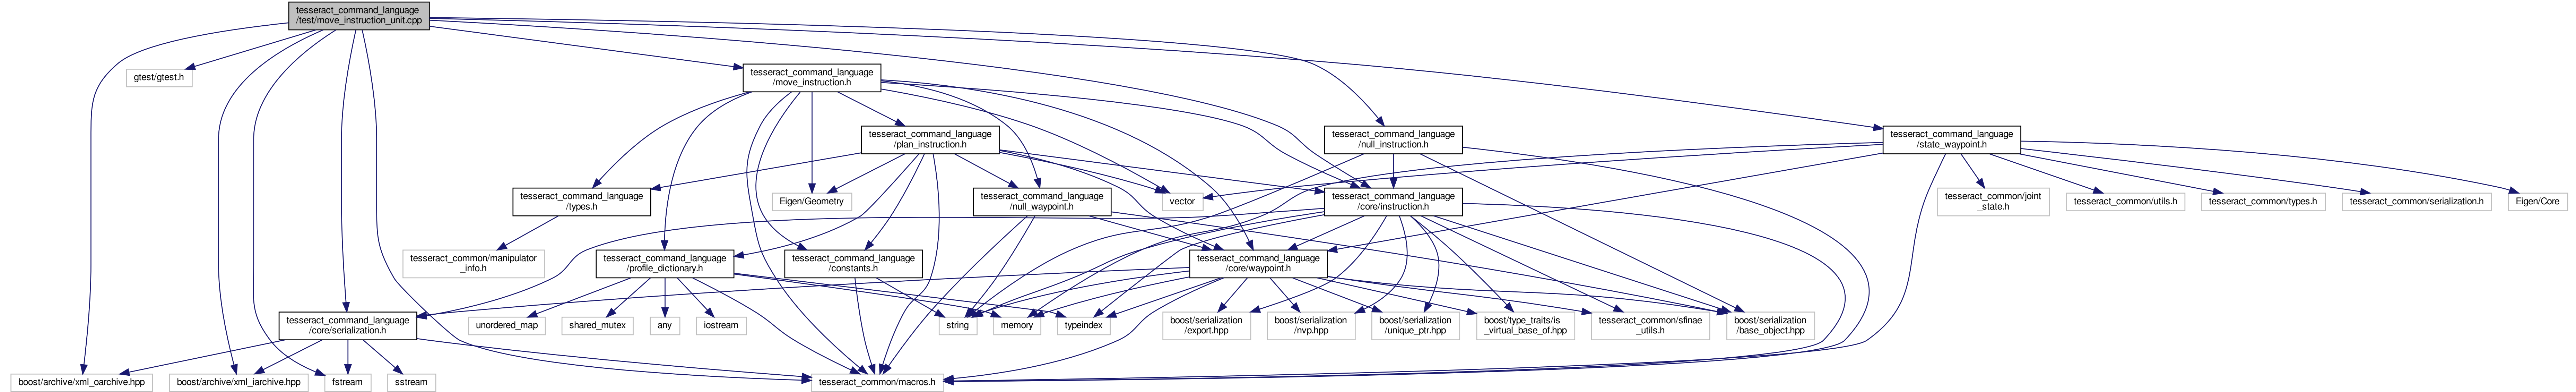 tesseract_command_language
/test/move_instruction_unit.cpp
gtest/gtest.h
tesseract_command_language
/move_instruction.h
tesseract_command_language
/plan_instruction.h
tesseract_command_language
/null_instruction.h
tesseract_command_language
/state_waypoint.h
tesseract_command_language
/types.h
Eigen/Geometry
tesseract_command_language
/null_waypoint.h
vector
tesseract_command_language
/core/instruction.h
tesseract_common/joint
_state.h
tesseract_common/utils.h
tesseract_common/types.h
tesseract_common/serialization.h
Eigen/Core
tesseract_common/manipulator
_info.h
tesseract_command_language
/profile_dictionary.h
tesseract_command_language
/constants.h
tesseract_command_language
/core/waypoint.h
tesseract_command_language
/core/serialization.h
unordered_map
shared_mutex
any
iostream
string
memory
typeindex
boost/serialization
/export.hpp
boost/serialization
/nvp.hpp
boost/serialization
/unique_ptr.hpp
boost/type_traits/is
_virtual_base_of.hpp
tesseract_common/sfinae
_utils.h
boost/serialization
/base_object.hpp
boost/archive/xml_oarchive.hpp
boost/archive/xml_iarchive.hpp
fstream
sstream
tesseract_common/macros.h